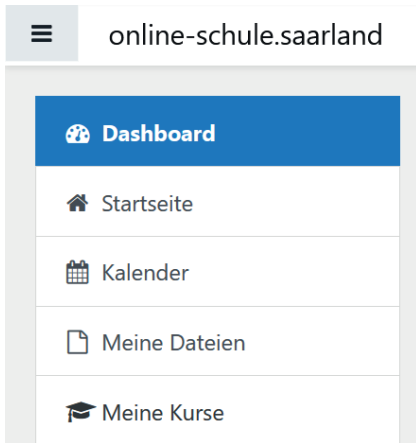 online-schule.saarland
Dashboard
Startseite
Kalender
Meine Dateien
Meine Kurse